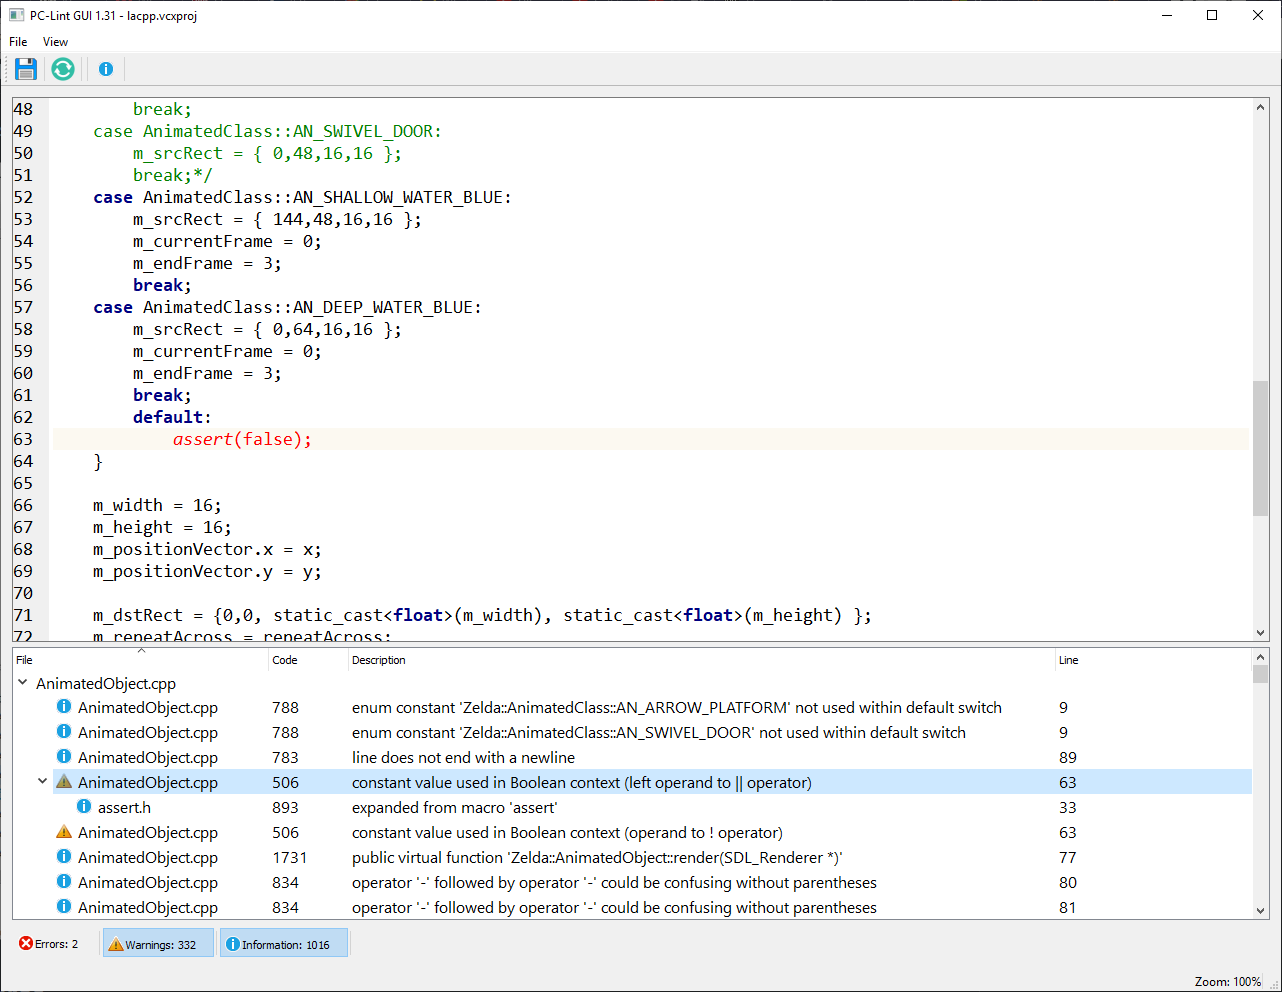 PC-Lint GUI 1.31 - lacpp.vcxproj
File View
48 break;
49 case AnimatedClass::AN_SWIVEL_DOOR:
50 m_srcRect = { 0,48,16,16 };
51 break;*/
52 case AnimatedClass::AN_SHALLOW_WATER_BLUE:
53 m_srcRect = { 144,48,16,16 };
54 m_currentFrame = 0;
55 m_endFrame = 3;
56 break;
57 case AnimatedClass::AN_DEEP_WATER_BLUE:
58 m_srcRect = { 0,64,16,16 };
59 m_currentFrame = 0;
60 m_endFrame = 3;
61 break;
62 default:
63 assert(false);
64 }
65
66 m_width = 16;
67 m_height = 16;
68 m_positionVector.x = x;
69 m_positionVector.y = y;
70
71 m_dstRect = {0,0, static_cast<float>(m_width), static_cast<float>(m_height) };
72 m_repeatAcross = repeatAcross;
File Code Description Line
AnimatedObject.cpp
AnimatedObject.cpp 788 enum constant 'Zelda::AnimatedClass::AN_ARROW_PLATFORM' not used within default switch 9
AnimatedObject.cpp 788 enum constant 'Zelda::AnimatedClass::AN_SWIVEL_DOOR' not used within default switch 9
AnimatedObject.cpp 783 line does not end with a newline 89
AnimatedObject.cpp 506 constant value used in Boolean context (left operand to || operator) 63
assert.h 893 expanded from macro 'assert' 33
AnimatedObject.cpp 506 constant value used in Boolean context (operand to ! operator) 63
AnimatedObject.cpp 1731 public virtual function 'Zelda::AnimatedObject::render(SDL_Renderer *)' 77
AnimatedObject.cpp 834 operator '-' followed by operator '-' could be confusing without parentheses 80
AnimatedObject.cpp 834 operator '-' followed by operator '-' could be confusing without parentheses 81
Errors: 2 Warnings: 332 Information: 1016
Zoom: 100%